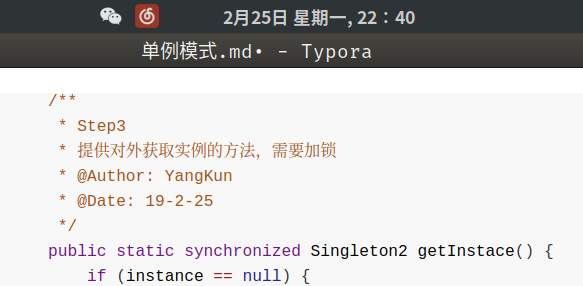 2月25日 星期一, 22：40
单例模式.md• - Typora
/**
 * Step3
 * 提供对外获取实例的方法，需要加锁
 * @Author: YangKun
 * @Date: 19-2-25
 */
public static synchronized Singleton2 getInstace() {
    if (instance == null) {